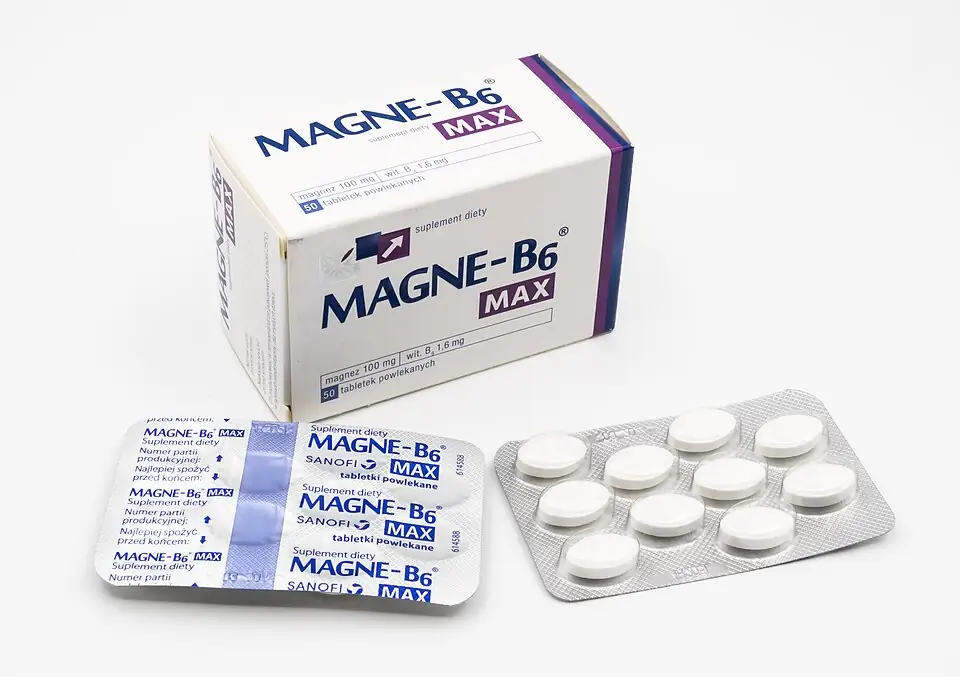 MAGNE-B6®
suplement diety
MAX
magnez 100 mg | wit. B₆ 1,6 mg
50 tabletek powlekanych
suplement diety
MAGNE-B6®
MAX
magnez 100 mg | wit. B₆ 1,6 mg
50 tabletek powlekanych
MAGNE-B6
MAX
przed końcem:
MAGNE-B6® MAX
Suplement diety
Numer partii
produkcyjnej:
Najlepiej spożyć
przed końcem:
MAGNE-B6® MAX
Suplement diety
Numer partii
produkcyjnej:
Najlepiej spożyć
przed końcem:
MAGNE-B6® MAX
Suplement diety
Numer partii
Suplement diety
MAGNE-B6®
SANOFI MAX
tabletki powlekane
614588
Suplement diety
MAGNE-B6®
SANOFI MAX
tabletki powlekane
614588
Suplement diety
MAGNE-B6®
SANOFI MAX